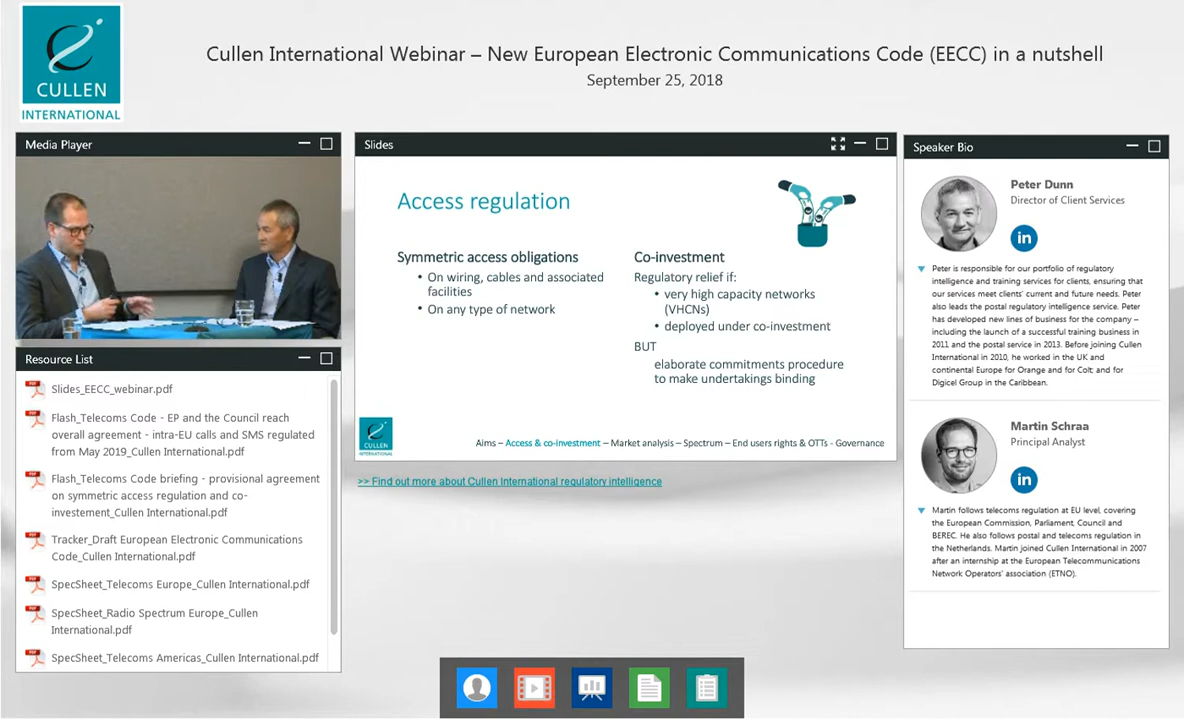 CULLEN
INTERNATIONAL
Cullen International Webinar – New European Electronic Communications Code (EECC) in a nutshell
September 25, 2018
Media Player
Resource List
Slides_EECC_webinar.pdf
Flash_Telecoms Code - EP and the Council reach
overall agreement - intra-EU calls and SMS regulated
from May 2019_Cullen International.pdf
Flash_Telecoms Code briefing - provisional agreement
on symmetric access regulation and co-
investement_Cullen International.pdf
Tracker_Draft European Electronic Communications
Code_Cullen International.pdf
SpecSheet_Telecoms Europe_Cullen International.pdf
SpecSheet_Radio Spectrum Europe_Cullen
International.pdf
SpecSheet_Telecoms Americas_Cullen International.pdf
Slides
Access regulation
Symmetric access obligations
• On wiring, cables and associated
facilities
• On any type of network
Co-investment
Regulatory relief if:
• very high capacity networks
(VHCNs)
• deployed under co-investment
BUT
elaborate commitments procedure
to make undertakings binding
CULLEN
INTERNATIONAL
Aims – Access & co-investment – Market analysis – Spectrum – End users rights & OTTs - Governance
>> Find out more about Cullen International regulatory intelligence
Speaker Bio
Peter Dunn
Director of Client Services
in
Peter is responsible for our portfolio of regulatory
intelligence and training services for clients, ensuring that
our services meet clients' current and future needs. Peter
also leads the postal regulatory intelligence service. Peter
has developed new lines of business for the company –
including the launch of a successful training business in
2011 and the postal service in 2013. Before joining Cullen
International in 2010, he worked in the UK and
continental Europe for Orange and for Colt; and for
Digicel Group in the Caribbean.
Martin Schraa
Principal Analyst
in
Martin follows telecoms regulation at EU level, covering
the European Commission, Parliament, Council and
BEREC. He also follows postal and telecoms regulation in
the Netherlands. Martin joined Cullen International in 2007
after an internship at the European Telecommunications
Network Operators' association (ETNO).